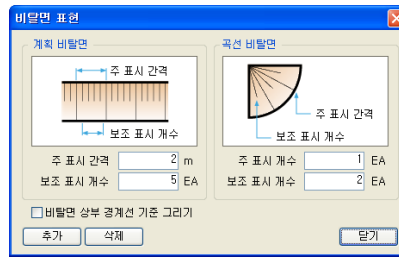 비탈면 표현
계획 비탈면
주 표시 간격
보조 표시 개수
주 표시 간격 2 m
보조 표시 개수 5 EA
곡선 비탈면
주 표시 간격
보조 표시 개수
주 표시 개수 1 EA
보조 표시 개수 2 EA
비탈면 상부 경계선 기준 그리기
추가 삭제 닫기